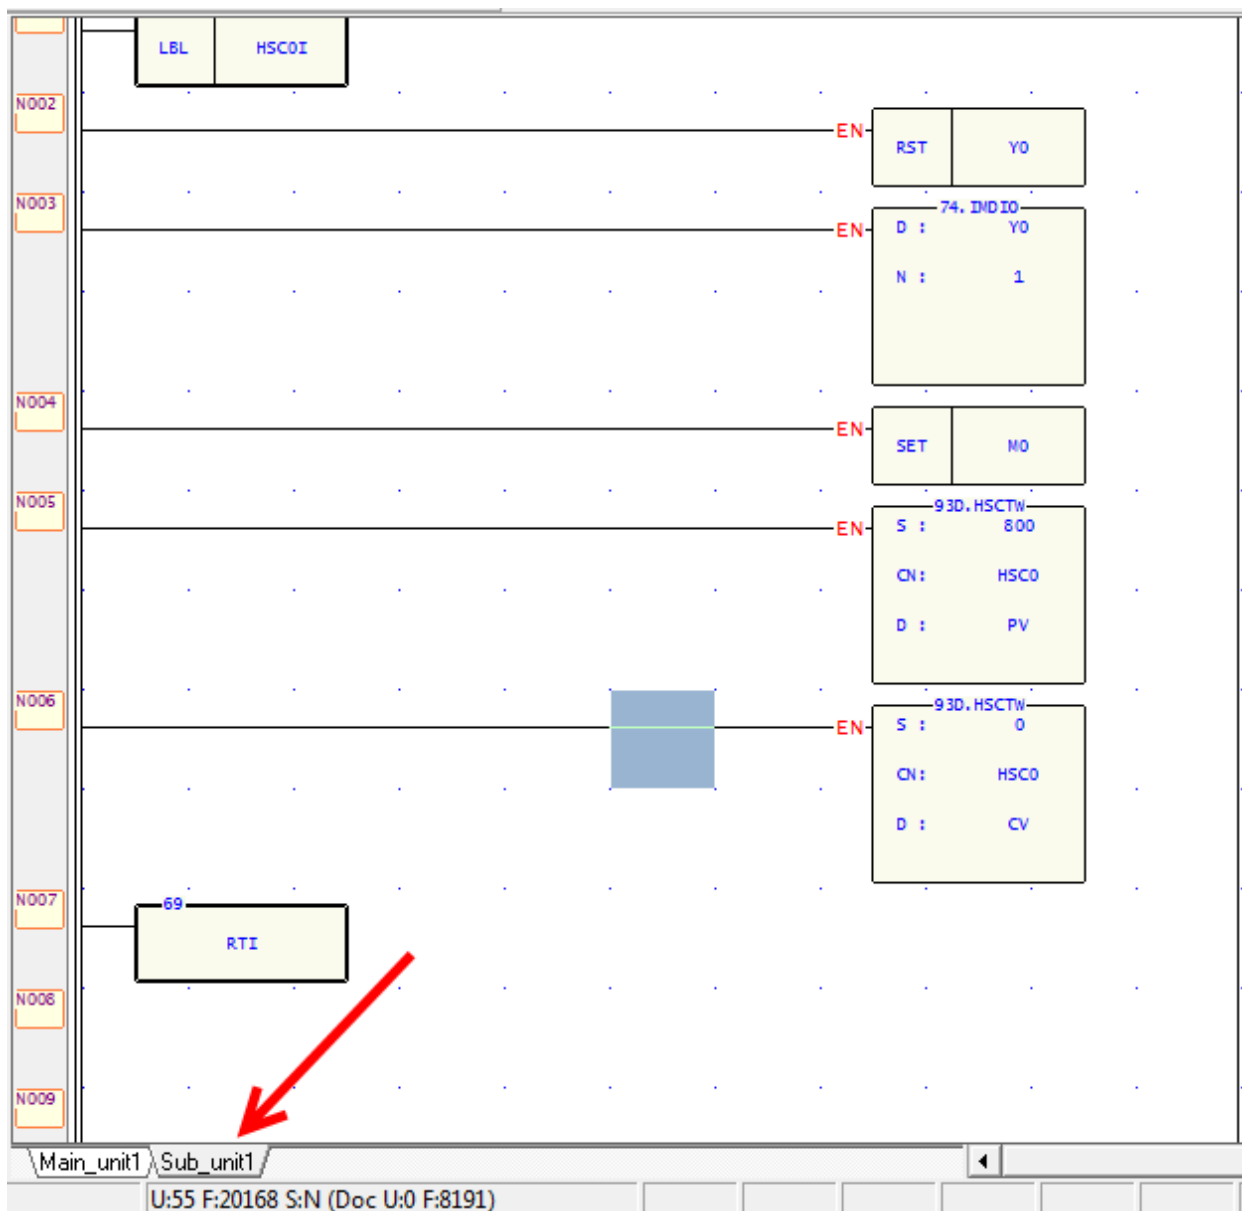 LBL HSC0I
N002
EN
RST Y0
N003
74.IMDIO
EN
D : Y0
N : 1
N004
EN
SET M0
N005
93D.HSCTW
EN
S : 800
CN: HSC0
D : PV
N006
93D.HSCTW
EN
S : 0
CN: HSC0
D : CV
N007
69
RTI
N008
N009
Main_unit1 Sub_unit1
U:55 F:20168 S:N (Doc U:0 F:8191)